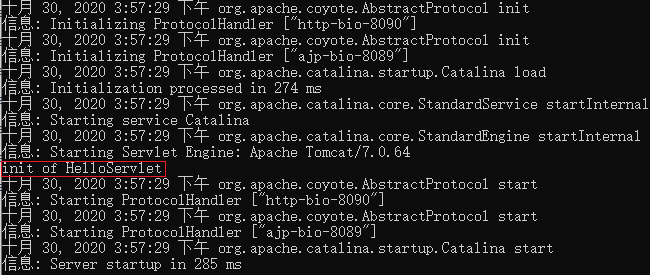 十月 30, 2020 3:57:29 下午 org.apache.coyote.AbstractProtocol init
信息: Initializing ProtocolHandler ["http-bio-8090"]
十月 30, 2020 3:57:29 下午 org.apache.coyote.AbstractProtocol init
信息: Initializing ProtocolHandler ["ajp-bio-8089"]
十月 30, 2020 3:57:29 下午 org.apache.catalina.startup.Catalina load
信息: Initialization processed in 274 ms
十月 30, 2020 3:57:29 下午 org.apache.catalina.core.StandardService startInternal
信息: Starting service Catalina
十月 30, 2020 3:57:29 下午 org.apache.catalina.core.StandardEngine startInternal
信息: Starting Servlet Engine: Apache Tomcat/7.0.64
init of HelloServlet
十月 30, 2020 3:57:29 下午 org.apache.coyote.AbstractProtocol start
信息: Starting ProtocolHandler ["http-bio-8090"]
十月 30, 2020 3:57:29 下午 org.apache.coyote.AbstractProtocol start
信息: Starting ProtocolHandler ["ajp-bio-8089"]
十月 30, 2020 3:57:29 下午 org.apache.catalina.startup.Catalina start
信息: Server startup in 285 ms